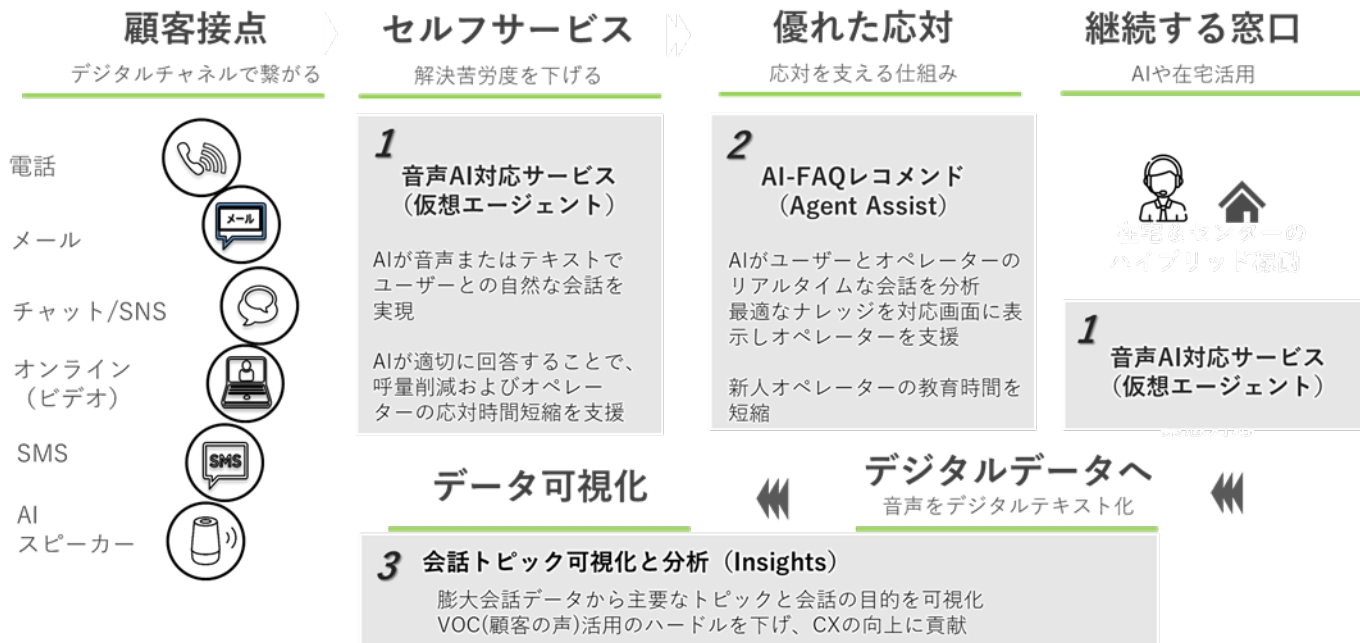 顧客接点
デジタルチャネルで繋がる
電話
メール
メール
チャット/SNS
オンライン
（ビデオ）
SMS
SMS
AI
スピーカー
セルフサービス
解決苦労度を下げる
1
音声AI対応サービス
（仮想エージェント）
AIが音声またはテキストで
ユーザーとの自然な会話を
実現
AIが適切に回答することで、
呼量削減およびオペレー
ターの応対時間短縮を支援
優れた応対
応対を支える仕組み
2
AI-FAQレコメンド
（Agent Assist）
AIがユーザーとオペレーターの
リアルタイムな会話を分析
最適なナレッジを対応画面に表
示しオペレーターを支援
新人オペレーターの教育時間を
短縮
継続する窓口
AIや在宅活用
在宅&センターの
ハイブリッド稼動
1
音声AI対応サービス
（仮想エージェント）
デジタルデータへ
音声をデジタルテキスト化
データ可視化
3 会話トピック可視化と分析（Insights）
膨大会話データから主要なトピックと会話の目的を可視化
VOC(顧客の声)活用のハードルを下げ、CXの向上に貢献